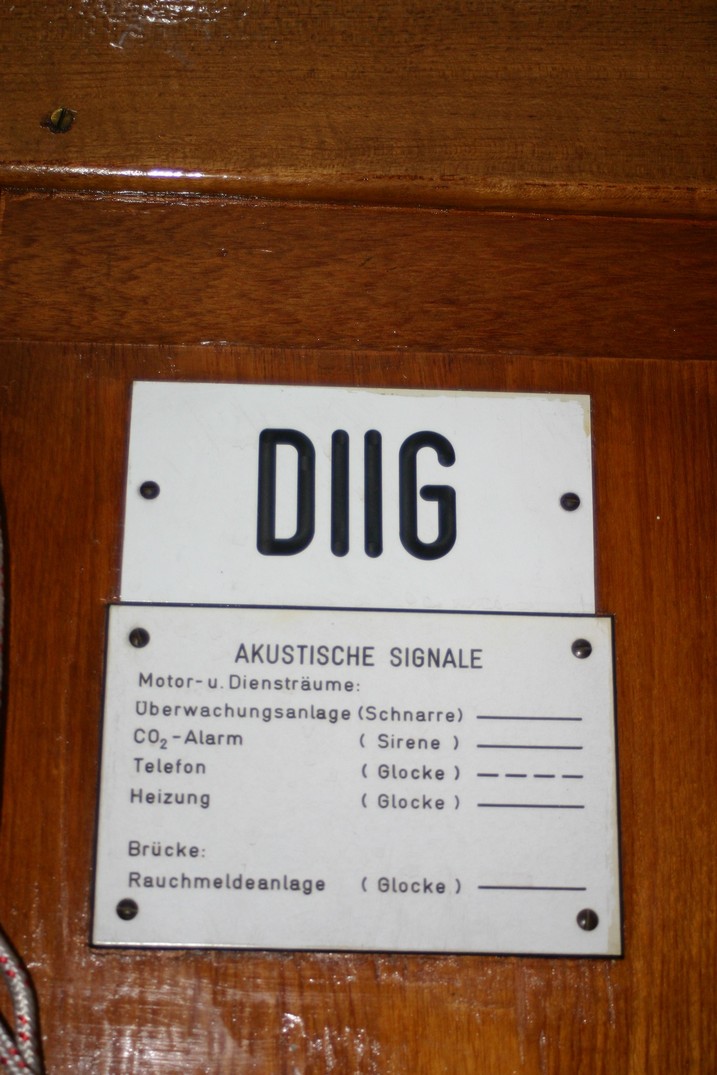 DIIG
AKUSTISCHE SIGNALE
Motor- u. Diensträume:
Überwachungsanlage (Schnarre) ————
CO₂-Alarm ( Sirene ) ————
Telefon ( Glocke ) — — — —
Heizung ( Glocke ) ————
Brücke:
Rauchmeldeanlage ( Glocke ) ————